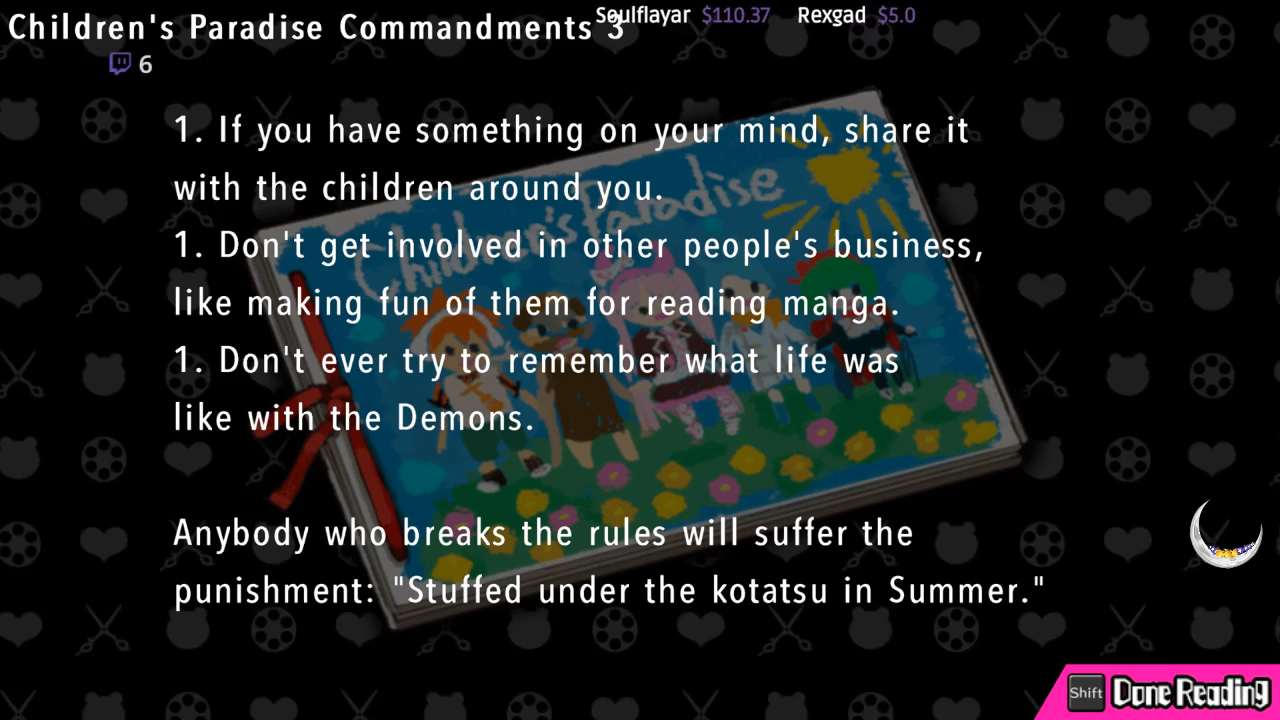 Soulflayar $110.37 Rexgad $5.0
Children's Paradise Commandments 3
6
1. If you have something on your mind, share it
with the children around you.
1. Don't get involved in other people's business,
like making fun of them for reading manga.
1. Don't ever try to remember what life was
like with the Demons.
Anybody who breaks the rules will suffer the
punishment: "Stuffed under the kotatsu in Summer."
Children's Paradise
Shift Done Reading